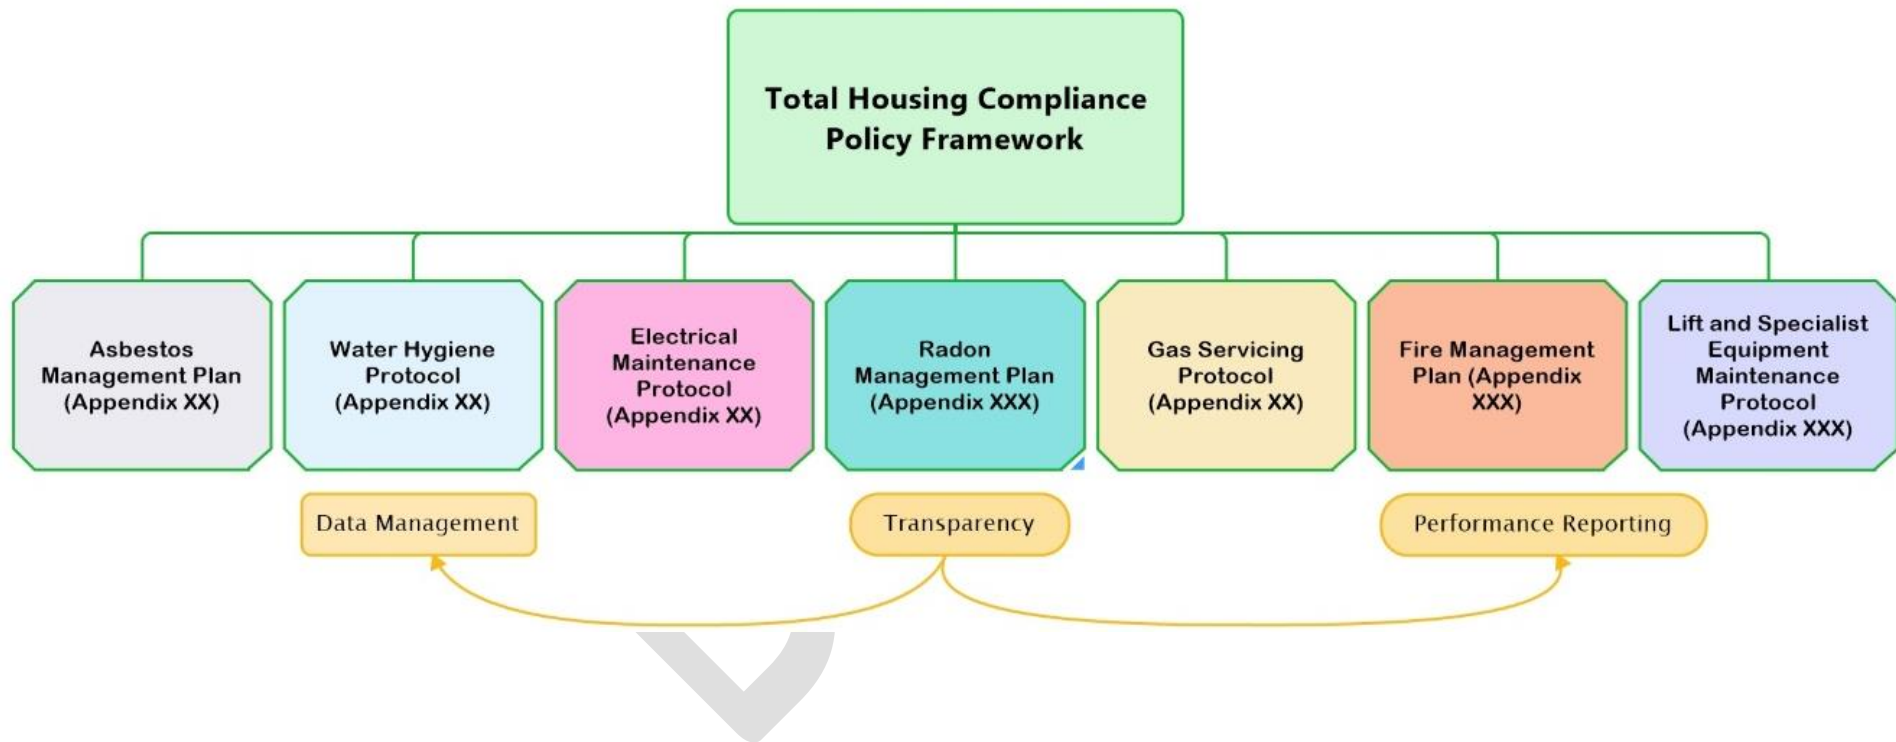 Total Housing Compliance
Policy Framework
Asbestos
Management Plan
(Appendix XX)
Water Hygiene
Protocol
(Appendix XX)
Electrical
Maintenance
Protocol
(Appendix XX)
Radon
Management Plan
(Appendix XXX)
Gas Servicing
Protocol
(Appendix XX)
Fire Management
Plan (Appendix
XXX)
Lift and Specialist
Equipment
Maintenance
Protocol
(Appendix XXX)
Data Management
Transparency
Performance Reporting